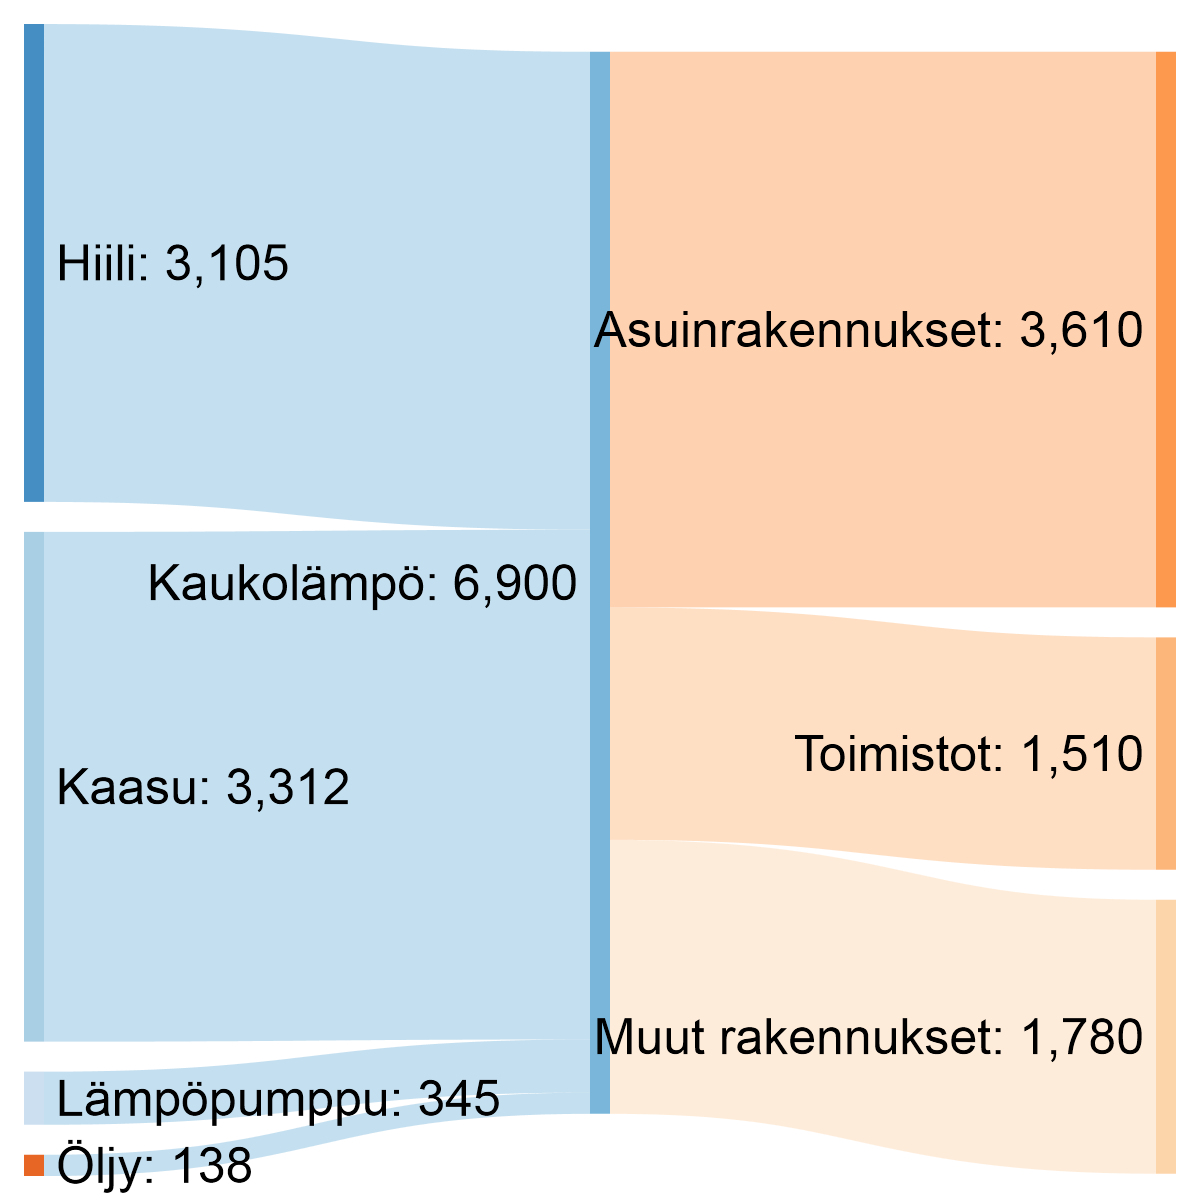 Hiili: 3,105
Asuinrakennukset: 3,610
Kaukolämpö: 6,900
Toimistot: 1,510
Kaasu: 3,312
Muut rakennukset: 1,780
Lämpöpumppu: 345
Öljy: 138